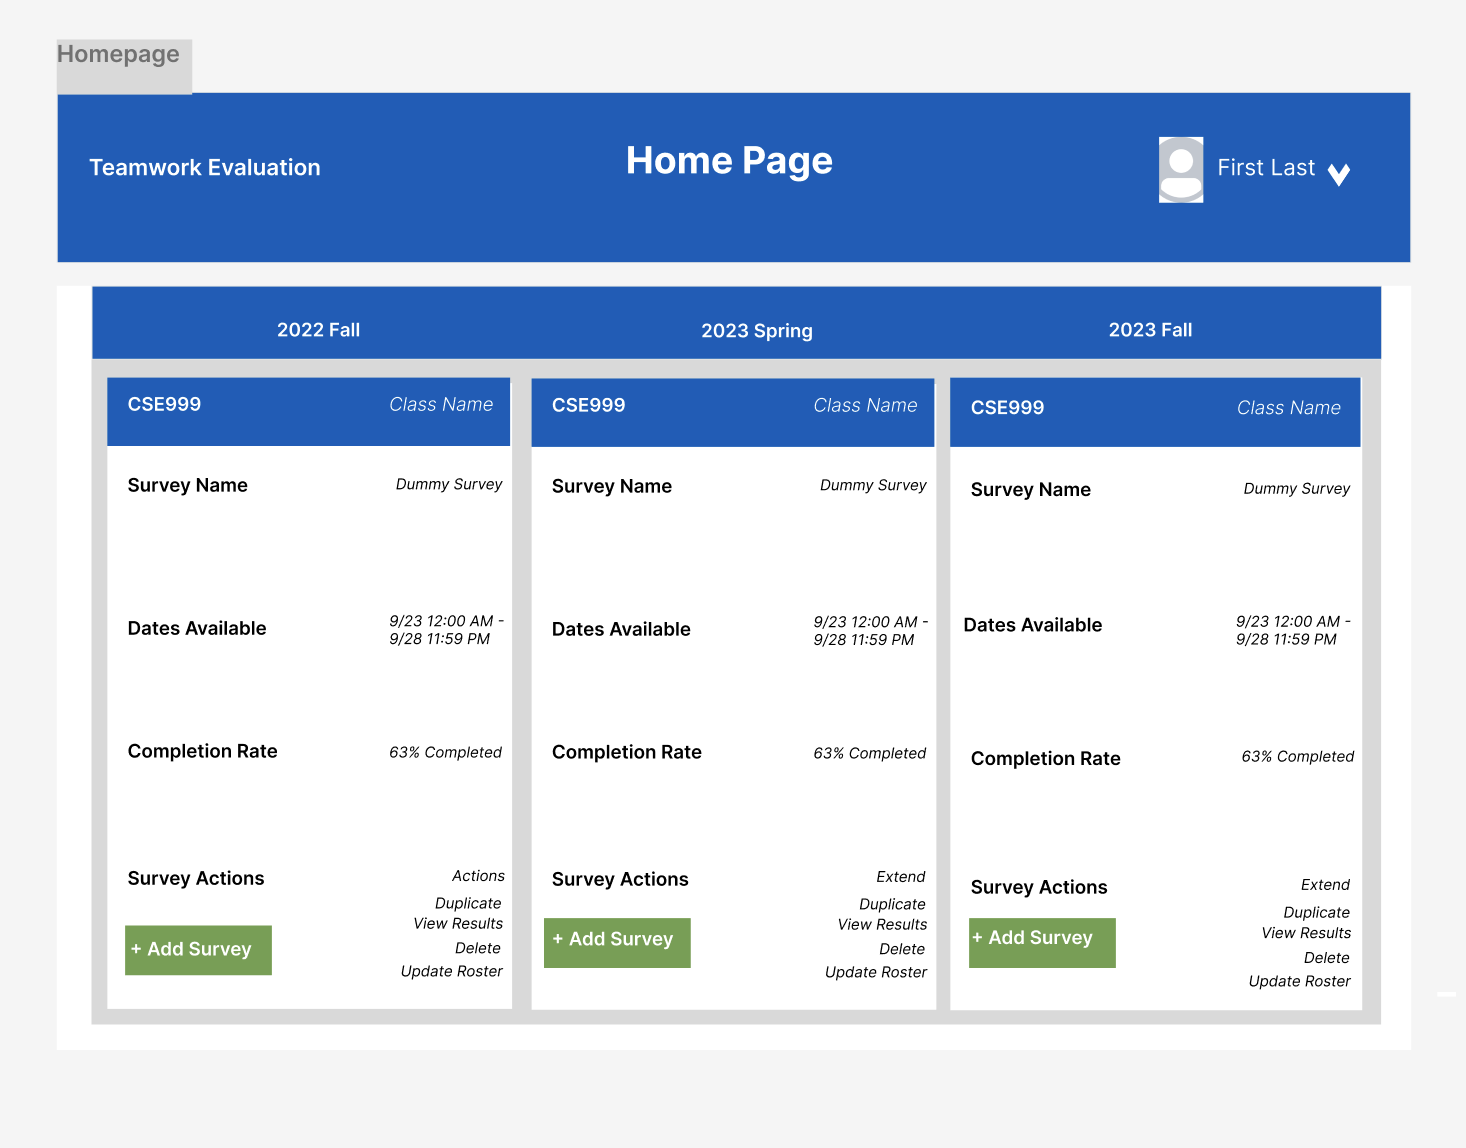 Homepage
Teamwork Evaluation
Home Page
First Last
2022 Fall
2023 Spring
2023 Fall
CSE999
Class Name
Survey Name
Dummy Survey
Dates Available
9/23 12:00 AM -
9/28 11:59 PM
Completion Rate
63% Completed
Survey Actions
Actions
Duplicate
View Results
Delete
Update Roster
+ Add Survey
CSE999
Class Name
Survey Name
Dummy Survey
Dates Available
9/23 12:00 AM -
9/28 11:59 PM
Completion Rate
63% Completed
Survey Actions
Extend
Duplicate
View Results
Delete
Update Roster
+ Add Survey
CSE999
Class Name
Survey Name
Dummy Survey
Dates Available
9/23 12:00 AM -
9/28 11:59 PM
Completion Rate
63% Completed
Survey Actions
Extend
Duplicate
View Results
Delete
Update Roster
+ Add Survey